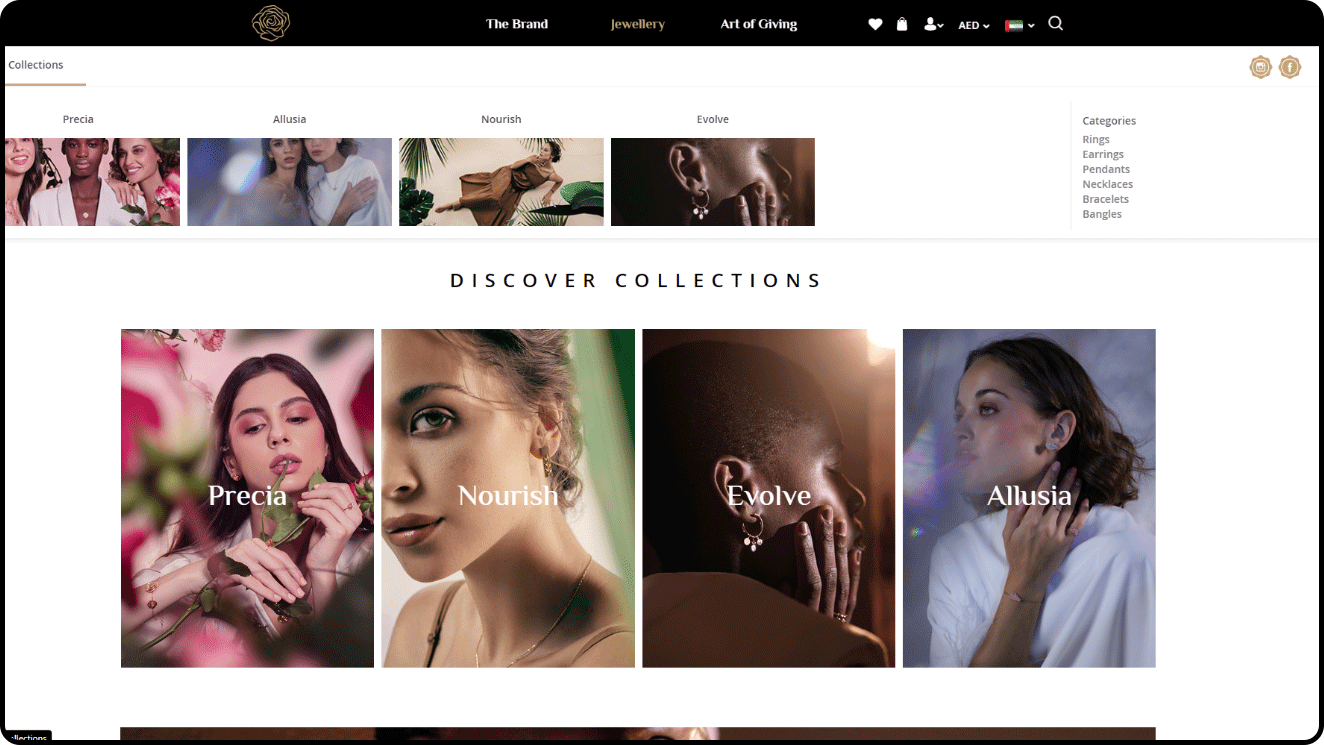 The Brand
Jewellery
Art of Giving
AED
Collections
Precia
Allusia
Nourish
Evolve
Categories
Rings
Earrings
Pendants
Necklaces
Bracelets
Bangles
DISCOVER COLLECTIONS
Precia
Nourish
Evolve
Allusia
ollections